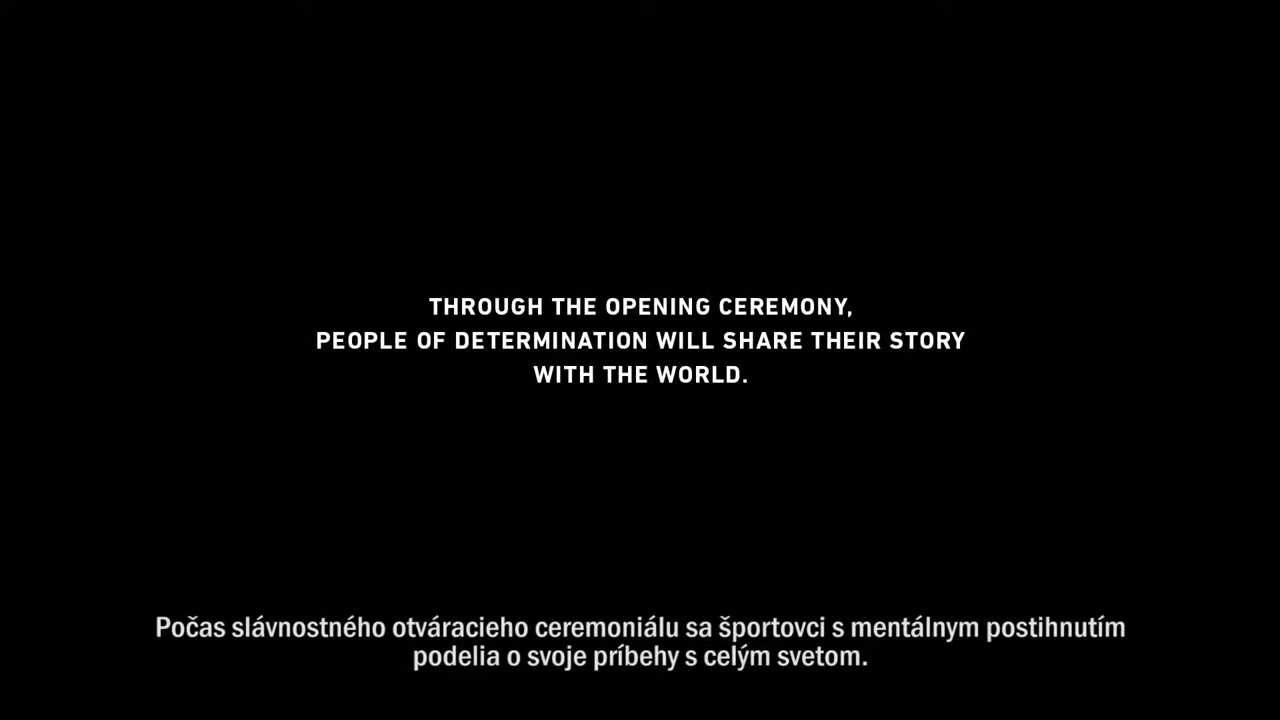 THROUGH THE OPENING CEREMONY,
PEOPLE OF DETERMINATION WILL SHARE THEIR STORY
WITH THE WORLD.
Počas slávnostného otváracieho ceremoniálu sa športovci s mentálnym postihnutím
podelia o svoje príbehy s celým svetom.